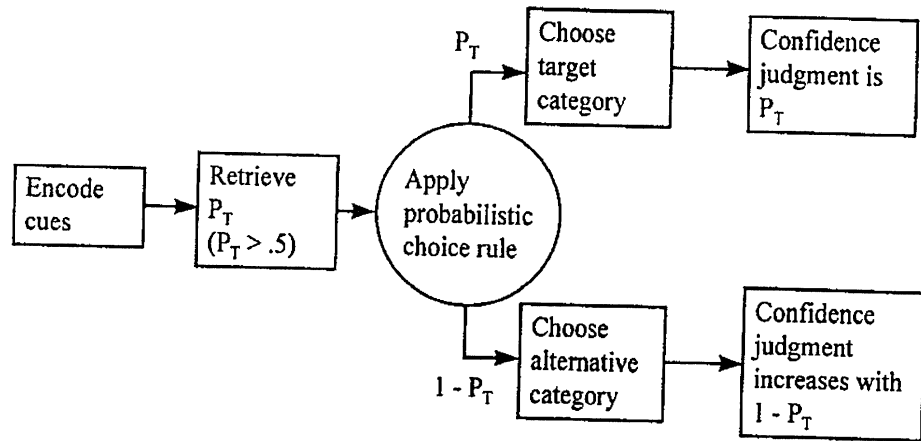 Encode
cues
Retrieve
P_T
(P_T > .5)
Apply
probabilistic
choice rule
P_T
Choose
target
category
Confidence
judgment is
P_T
1 - P_T
Choose
alternative
category
Confidence
judgment
increases with
1 - P_T